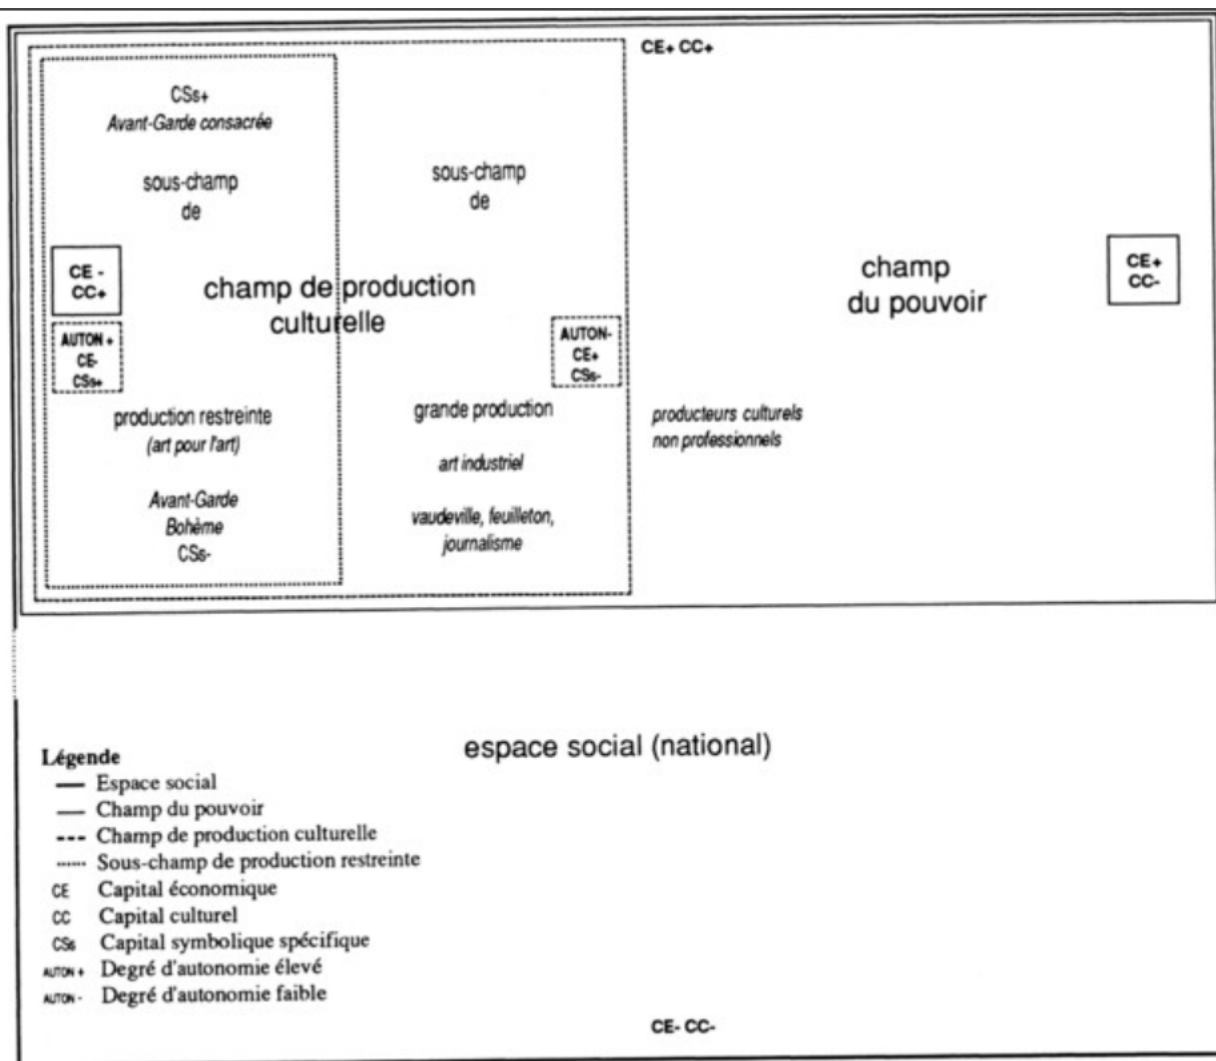 CE+ CC+
CSs+
Avant-Garde consacrée
sous-champ
de
sous-champ
de
CE -
CC+
champ de production
culturelle
champ
du pouvoir
CE+
CC-
AUTON +
CE-
CSs+
AUTON-
CE+
CSs-
production restreinte
(art pour l'art)
grande production
art industriel
producteurs culturels
non professionnels
Avant-Garde
Bohème
CSs-
vaudeville, feuilleton,
journalisme
espace social (national)
Légende
Espace social
Champ du pouvoir
Champ de production culturelle
Sous-champ de production restreinte
CE Capital économique
CC Capital culturel
CSs Capital symbolique spécifique
AUTON + Degré d'autonomie élevé
AUTON - Degré d'autonomie faible
CE- CC-